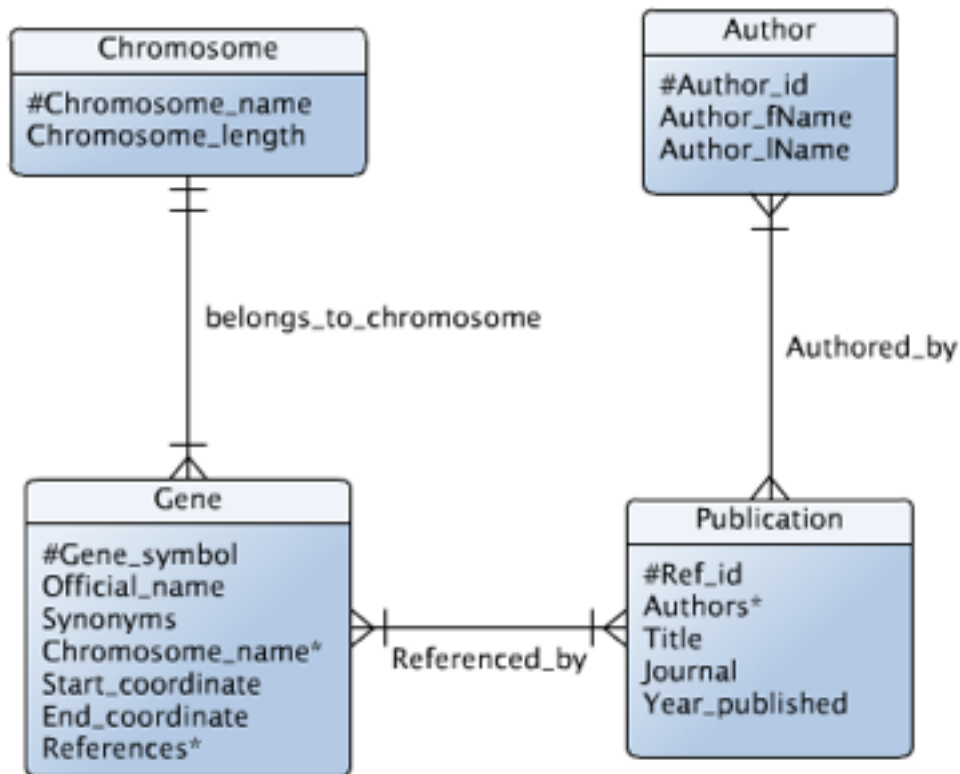 Chromosome
#Chromosome_name
Chromosome_length
Author
#Author_id
Author_fName
Author_lName
belongs_to_chromosome
Authored_by
Gene
#Gene_symbol
Official_name
Synonyms
Chromosome_name*
Start_coordinate
End_coordinate
References*
Referenced_by
Publication
#Ref_id
Authors*
Title
Journal
Year_published